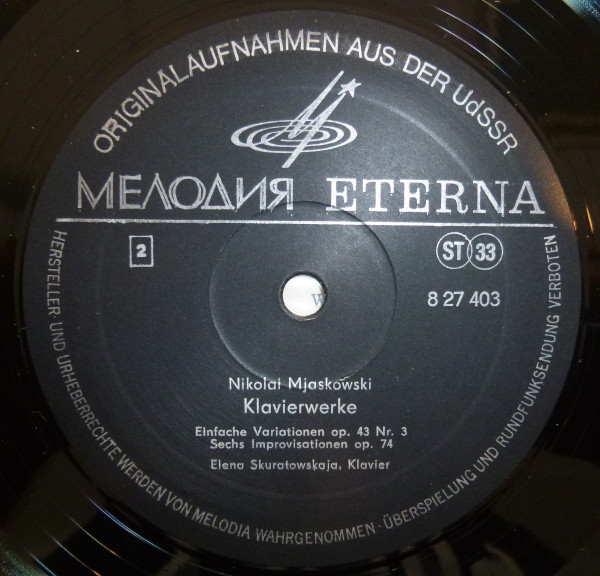 ORIGINALAUFNAHMEN AUS DER UdSSR
МЕЛОДИЯ ETERNA
2
ST 33
8 27 403
Nikolai Mjaskowski
Klavierwerke
Einfache Variationen op. 43 Nr. 3
Sechs Improvisationen op. 74
Elena Skuratowskaja, Klavier
HERSTELLER- UND URHEBERRECHTE WERDEN VON MELODIA WAHRGENOMMEN · ÜBERSPIELUNG UND RUNDFUNKSENDUNG VERBOTEN